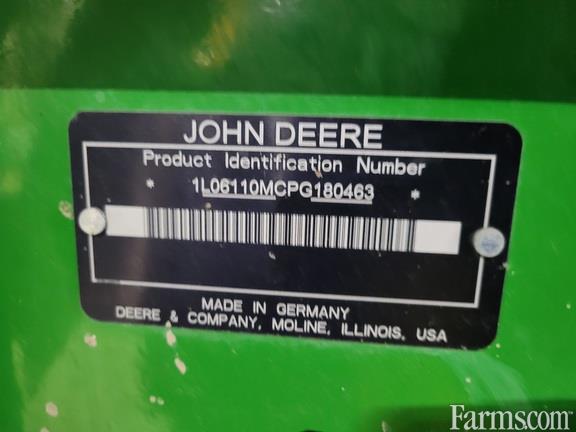 JOHN DEERE
Product Identification Number
* 1L06110MCPG180463 *
MADE IN GERMANY
DEERE & COMPANY, MOLINE, ILLINOIS, USA
Farms.com